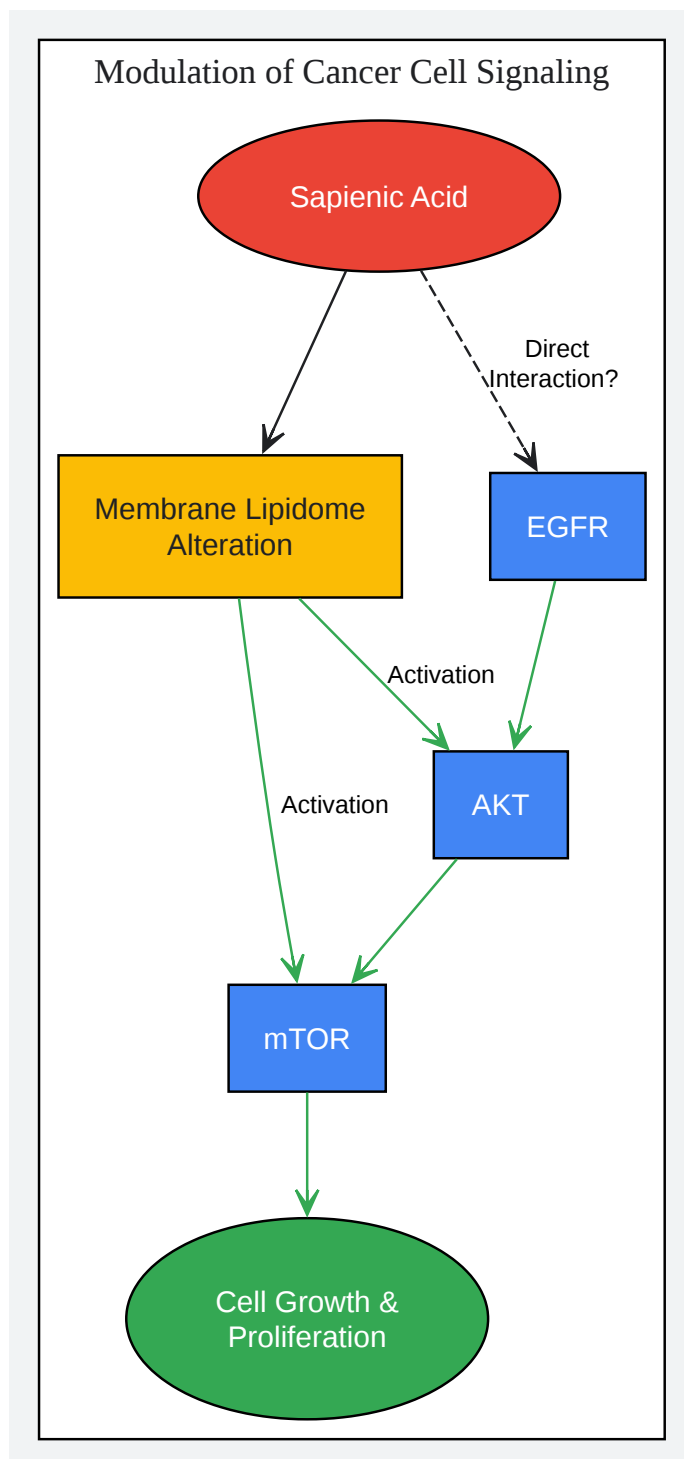 Modulation of Cancer Cell Signaling
Sapienic Acid
Direct
Interaction?
Membrane Lipidome
Alteration
EGFR
Activation
Activation
AKT
mTOR
Cell Growth &
Proliferation